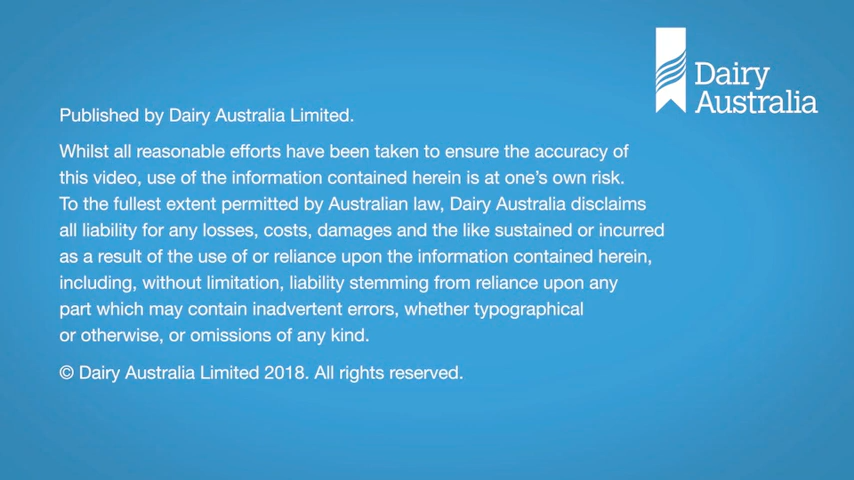 Dairy
Australia
Published by Dairy Australia Limited.
Whilst all reasonable efforts have been taken to ensure the accuracy of
this video, use of the information contained herein is at one’s own risk.
To the fullest extent permitted by Australian law, Dairy Australia disclaims
all liability for any losses, costs, damages and the like sustained or incurred
as a result of the use of or reliance upon the information contained herein,
including, without limitation, liability stemming from reliance upon any
part which may contain inadvertent errors, whether typographical
or otherwise, or omissions of any kind.
© Dairy Australia Limited 2018. All rights reserved.